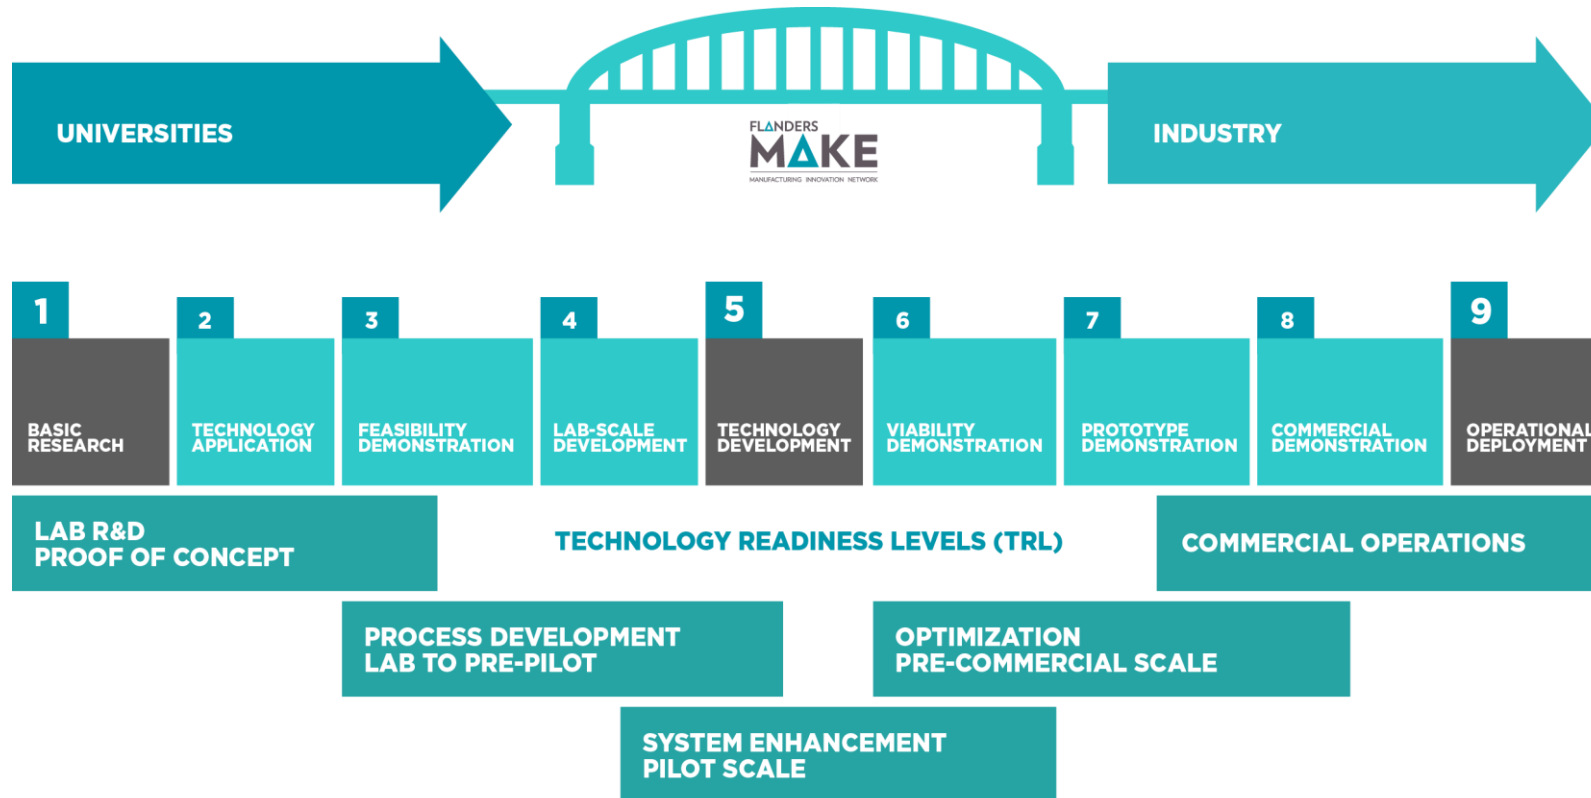 UNIVERSITIES
FLANDERS
MAKE
MANUFACTURING INNOVATION NETWORK
INDUSTRY
1
2
3
4
5
6
7
8
9
BASIC
RESEARCH
TECHNOLOGY
APPLICATION
FEASIBILITY
DEMONSTRATION
LAB-SCALE
DEVELOPMENT
TECHNOLOGY
DEVELOPMENT
VIABILITY
DEMONSTRATION
PROTOTYPE
DEMONSTRATION
COMMERCIAL
DEMONSTRATION
OPERATIONAL
DEPLOYMENT
LAB R&D
PROOF OF CONCEPT
TECHNOLOGY READINESS LEVELS (TRL)
COMMERCIAL OPERATIONS
PROCESS DEVELOPMENT
LAB TO PRE-PILOT
OPTIMIZATION
PRE-COMMERCIAL SCALE
SYSTEM ENHANCEMENT
PILOT SCALE